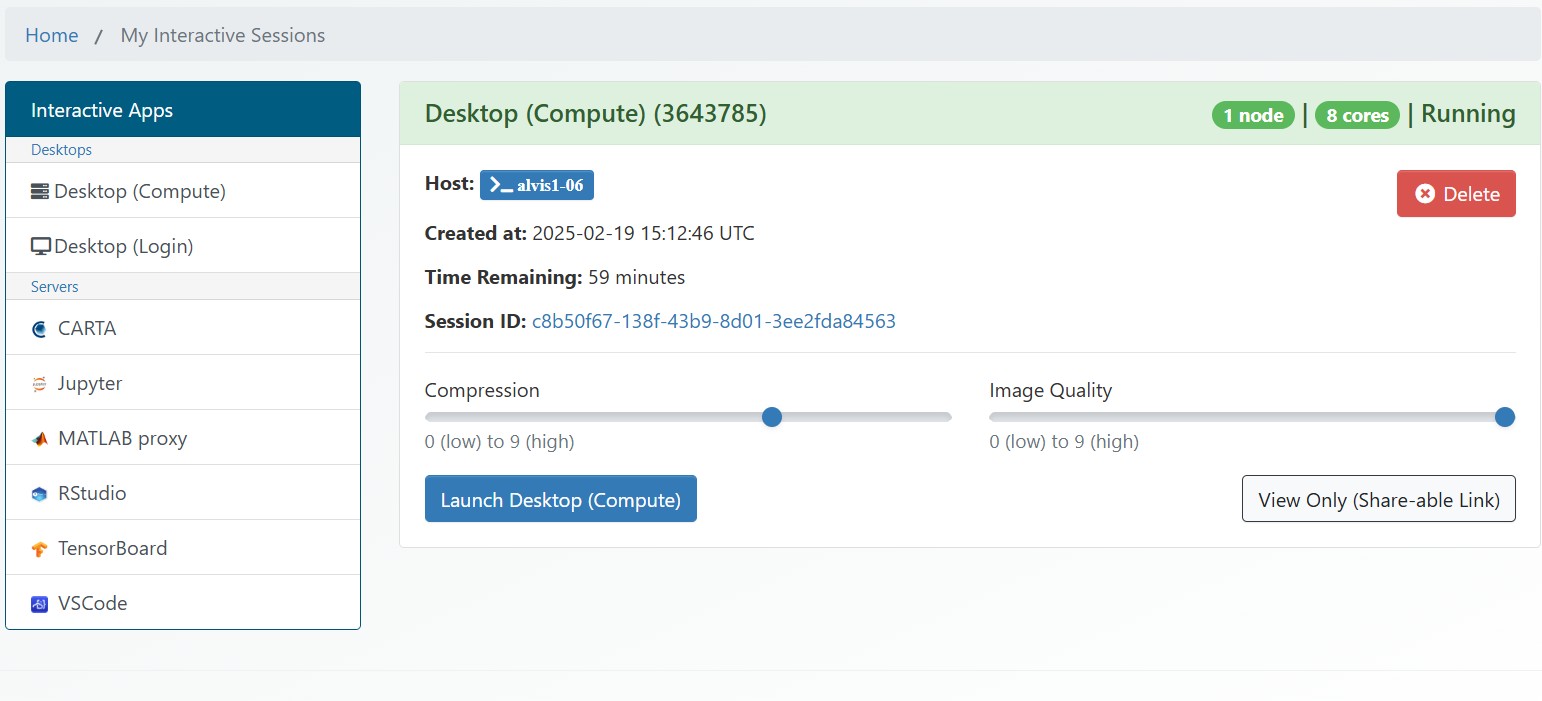 Home / My Interactive Sessions
Interactive Apps
Desktops
Desktop (Compute)
Desktop (Login)
Servers
CARTA
Jupyter
MATLAB proxy
RStudio
TensorBoard
VSCode
Desktop (Compute) (3643785)
1 node | 8 cores | Running
Host: >_ alvis1-06
Delete
Created at: 2025-02-19 15:12:46 UTC
Time Remaining: 59 minutes
Session ID: c8b50f67-138f-43b9-8d01-3ee2fda84563
Compression
0 (low) to 9 (high)
Image Quality
0 (low) to 9 (high)
Launch Desktop (Compute)
View Only (Share-able Link)